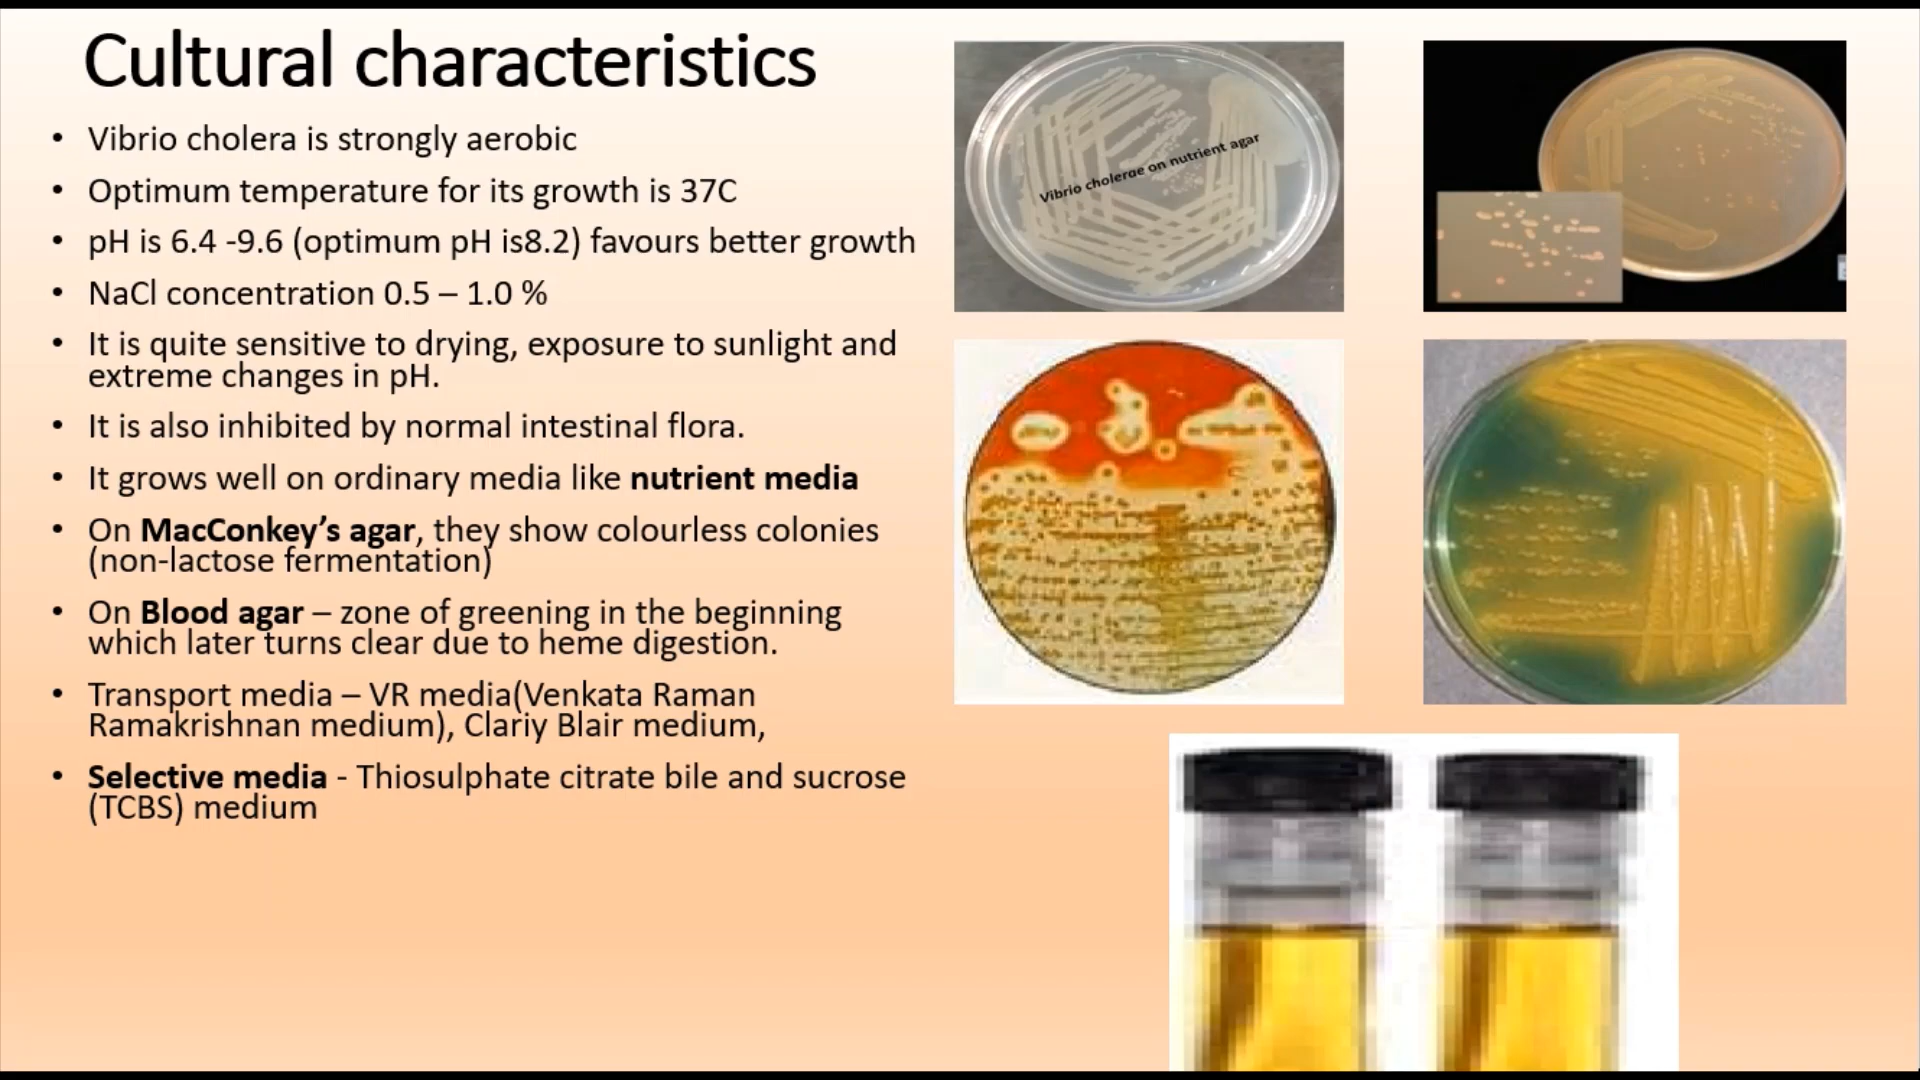 Cultural characteristics
• Vibrio cholera is strongly aerobic
• Optimum temperature for its growth is 37C
• pH is 6.4 -9.6 (optimum pH is8.2) favours better growth
• NaCl concentration 0.5 – 1.0 %
• It is quite sensitive to drying, exposure to sunlight and
extreme changes in pH.
• It is also inhibited by normal intestinal flora.
• It grows well on ordinary media like nutrient media
• On MacConkey’s agar, they show colourless colonies
(non-lactose fermentation)
• On Blood agar – zone of greening in the beginning
which later turns clear due to heme digestion.
• Transport media – VR media(Venkata Raman
Ramakrishnan medium), Clariy Blair medium,
• Selective media - Thiosulphate citrate bile and sucrose
(TCBS) medium
Vibrio cholerae on nutrient agar